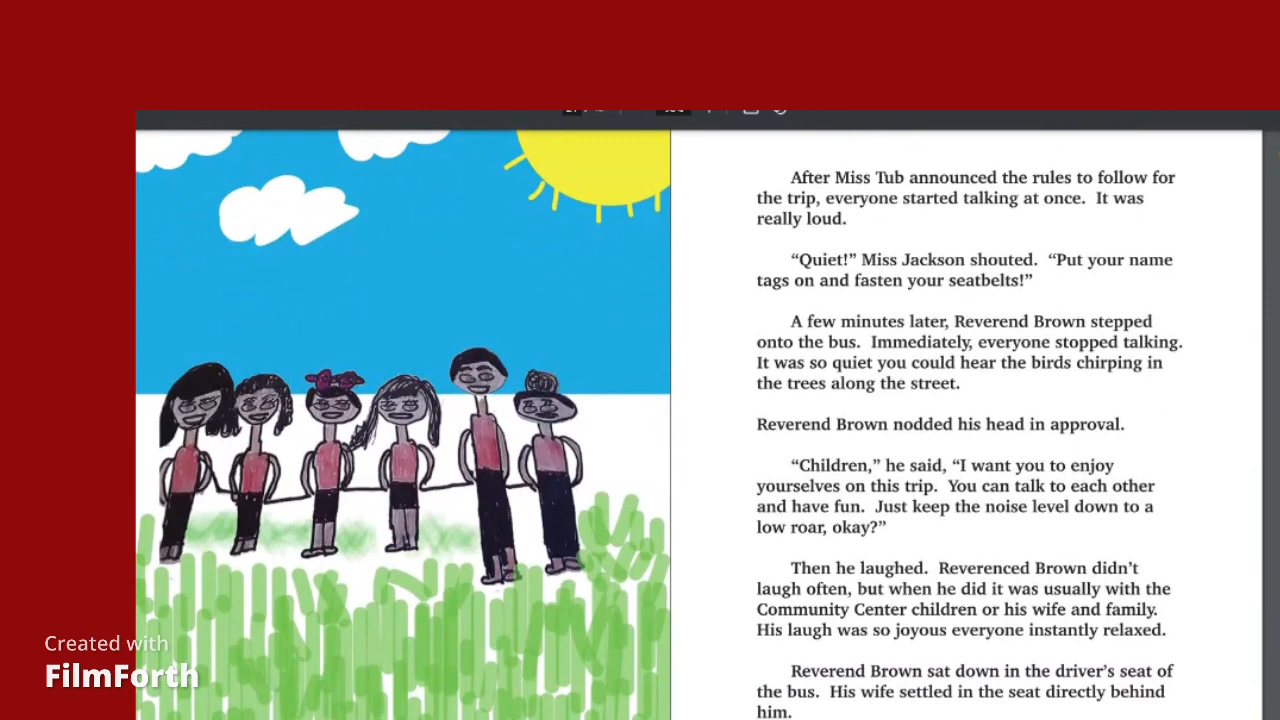 After Miss Tub announced the rules to follow for
the trip, everyone started talking at once.  It was
really loud.
“Quiet!” Miss Jackson shouted.  “Put your name
tags on and fasten your seatbelts!”
A few minutes later, Reverend Brown stepped
onto the bus.  Immediately, everyone stopped talking.
It was so quiet you could hear the birds chirping in
the trees along the street.
Reverend Brown nodded his head in approval.
“Children,” he said, “I want you to enjoy
yourselves on this trip.  You can talk to each other
and have fun.  Just keep the noise level down to a
low roar, okay?”
Then he laughed.  Reverenced Brown didn’t
laugh often, but when he did it was usually with the
Community Center children or his wife and family.
His laugh was so joyous everyone instantly relaxed.
Reverend Brown sat down in the driver’s seat of
the bus.  His wife settled in the seat directly behind
him.
Created with
FilmForth